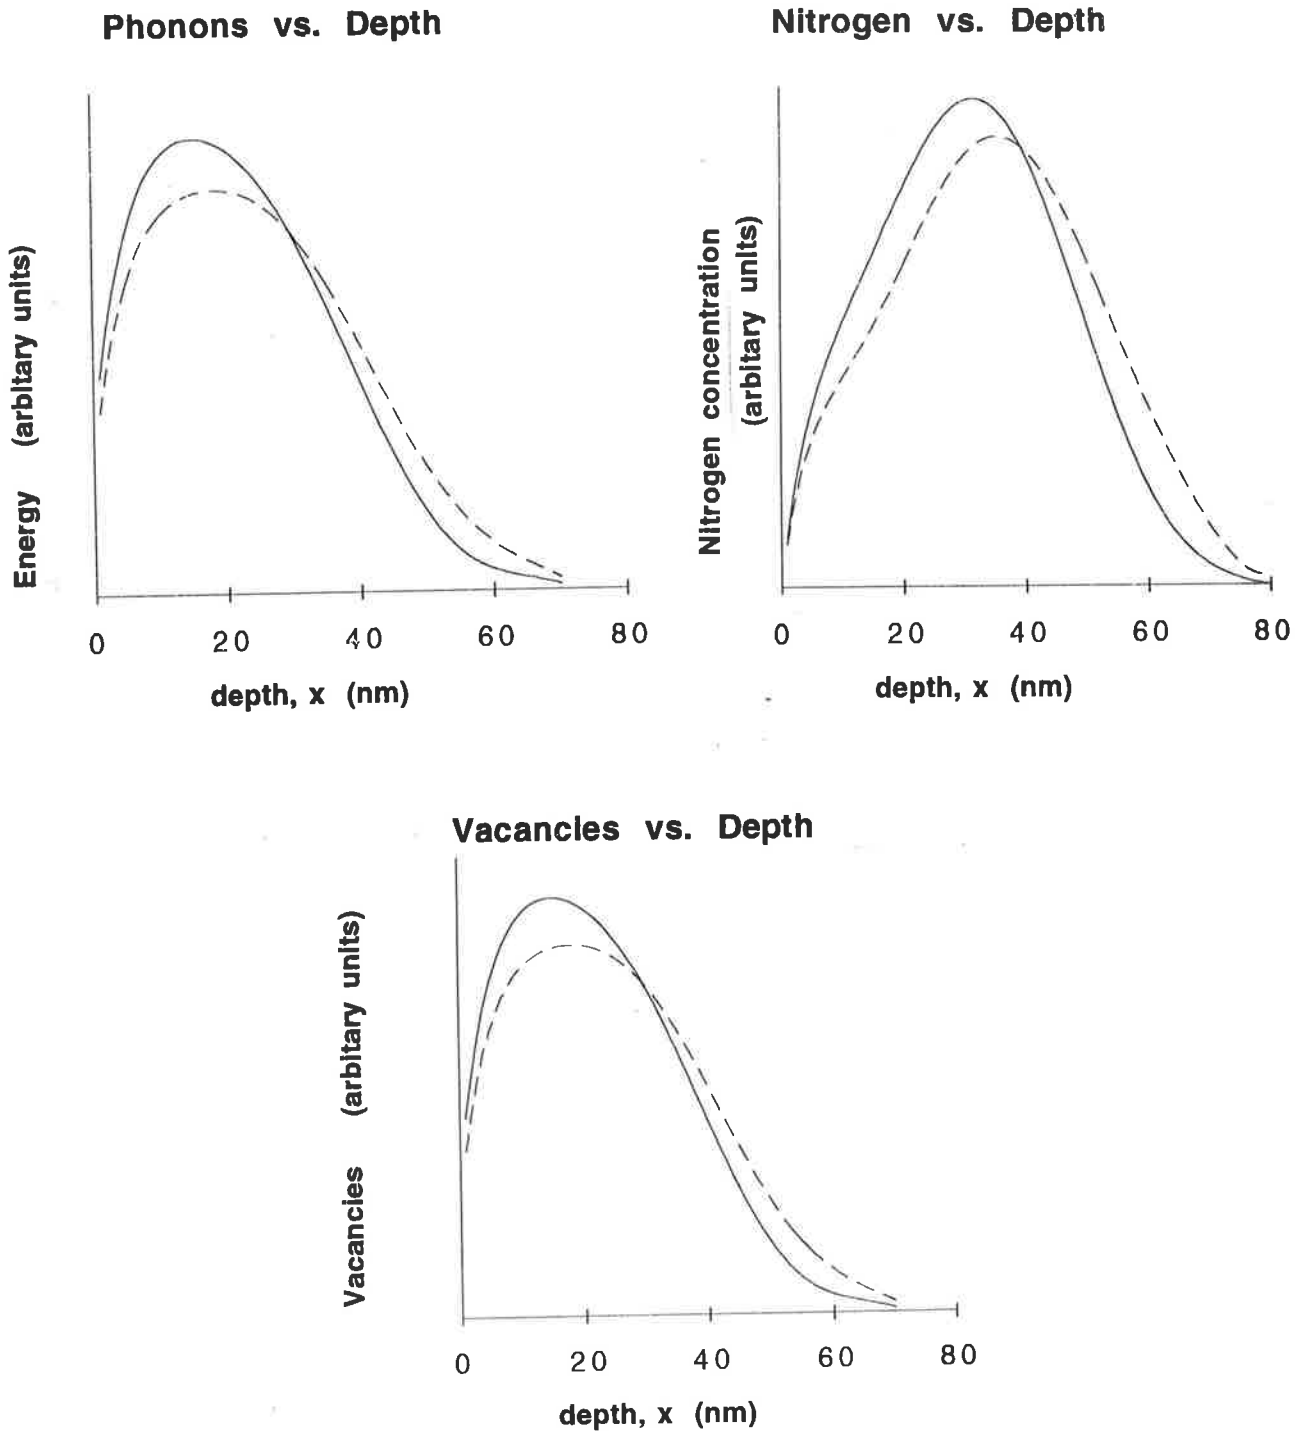 Phonons vs. Depth
Energy (arbitary units)
0 20 40 60 80
depth, x (nm)
Nitrogen vs. Depth
Nitrogen concentration
(arbitary units)
0 20 40 60 80
depth, x (nm)
Vacancies vs. Depth
Vacancies (arbitary units)
0 20 40 60 80
depth, x (nm)